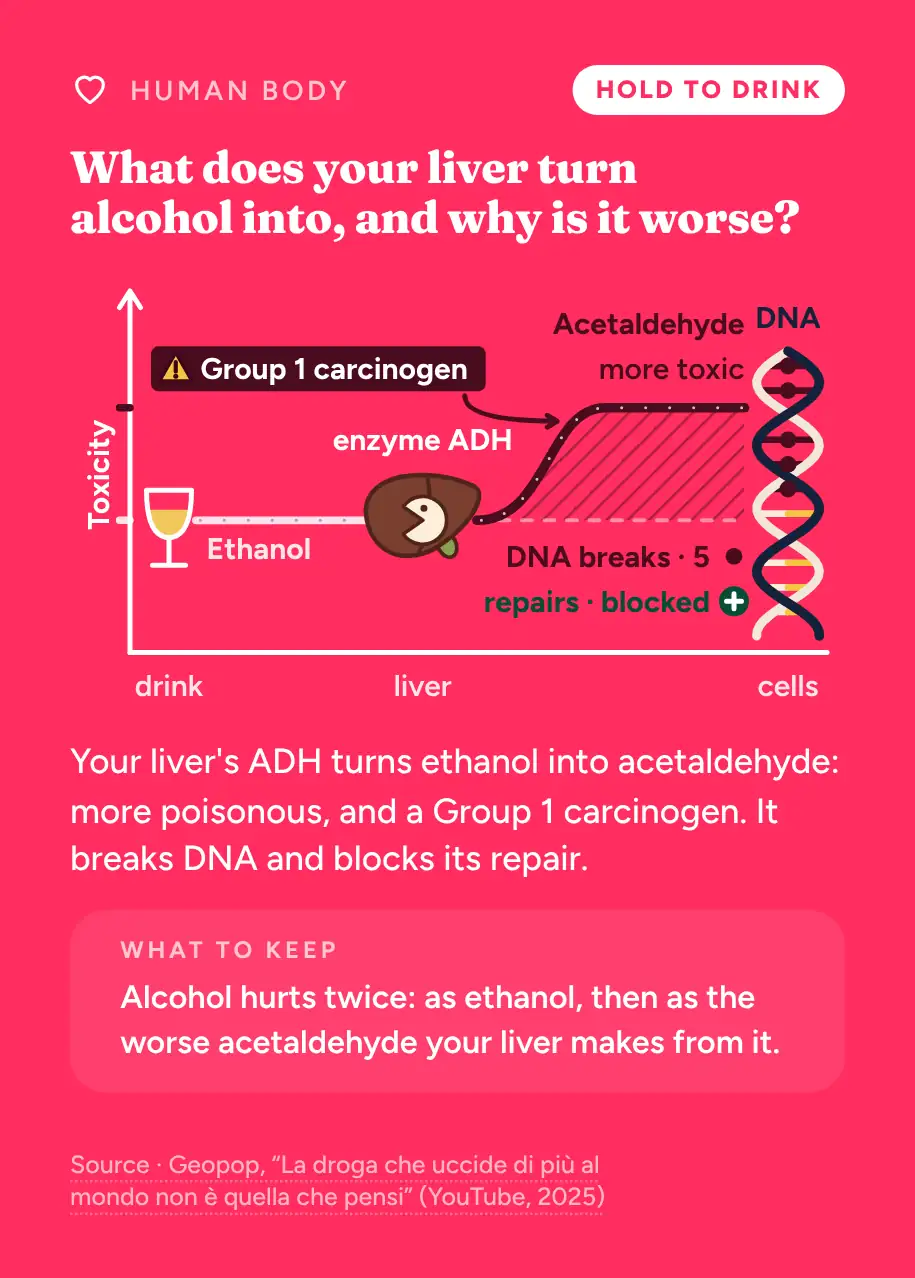 HUMAN BODY
HOLD TO DRINK
What does your liver turn
alcohol into, and why is it worse?
Acetaldehyde
DNA
more toxic
Group 1 carcinogen
enzyme ADH
Toxicity
Ethanol
DNA breaks · 5
repairs · blocked
drink
liver
cells
Your liver's ADH turns ethanol into acetaldehyde:
more poisonous, and a Group 1 carcinogen. It
breaks DNA and blocks its repair.
WHAT TO KEEP
Alcohol hurts twice: as ethanol, then as the
worse acetaldehyde your liver makes from it.
Source · Geopop, “La droga che uccide di più al
mondo non è quella che pensi” (YouTube, 2025)